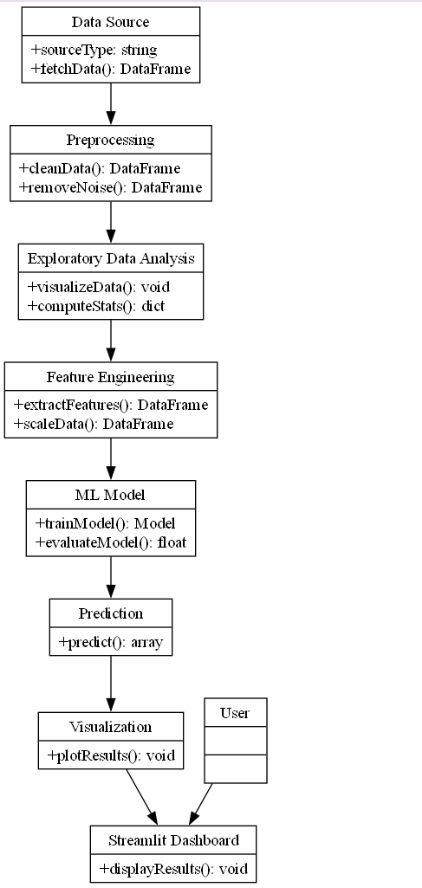 Data Source
+sourceType: string
+fetchData(): DataFrame
Preprocessing
+cleanData(): DataFrame
+removeNoise(): DataFrame
Exploratory Data Analysis
+visualizeData(): void
+computeStats(): dict
Feature Engineering
+extractFeatures(): DataFrame
+scaleData(): DataFrame
ML Model
+trainModel(): Model
+evaluateModel(): float
Prediction
+predict(): array
Visualization
+plotResults(): void
User
Streamlit Dashboard
+displayResults(): void